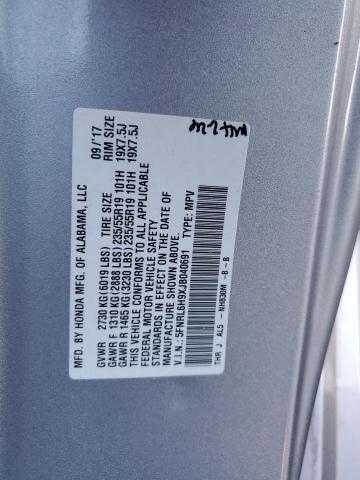 MFD. BY HONDA MFG. OF ALABAMA, LLC 09/'17
GVWR 2730 KG(6019 LBS) TIRE SIZE RIM SIZE
GAWR F 1310 KG(2888 LBS) 235/55R19 101H 19X7.5J
GAWR R 1465 KG(3230 LBS) 235/55R19 101H 19X7.5J
THIS VEHICLE CONFORMS TO ALL APPLICABLE
FEDERAL MOTOR VEHICLE SAFETY
STANDARDS IN EFFECT ON THE DATE OF
MANUFACTURE SHOWN ABOVE.
V.I.N.: 5FNRL6H9XJB040691 TYPE: MPV
THR J AL5 - NH830M -B-B